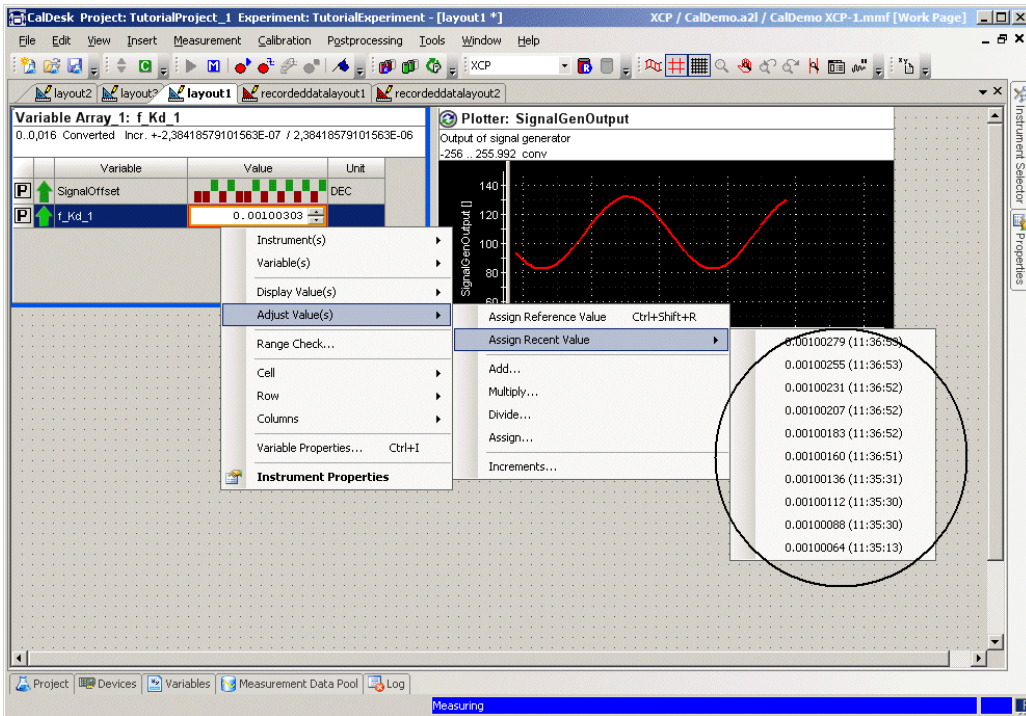 CalDesk Project: TutorialProject_1 Experiment: TutorialExperiment - [layout1 *] XCP / CalDemo.a2l / CalDemo XCP-1.mmf [Work Page]
File Edit View Insert Measurement Calibration Postprocessing Tools Window Help
XCP
layout2 layout3 layout1 recordeddatalayout1 recordeddatalayout2
Variable Array_1: f_Kd_1
0..0,016 Converted Incr. +-2,38418579101563E-07 / 2,38418579101563E-06
Variable Value Unit
P SignalOffset DEC
P f_Kd_1 0.00100303
Plotter: SignalGenOutput
Output of signal generator
-256 .. 255.992 conv
SignalGenOutput []
140
120
100
80
60
Instrument(s)
Variable(s)
Display Value(s)
Adjust Value(s)
Range Check...
Cell
Row
Columns
Variable Properties... Ctrl+I
Instrument Properties
Assign Reference Value Ctrl+Shift+R
Assign Recent Value
Add...
Multiply...
Divide...
Assign...
Increments...
0.00100279 (11:36:53)
0.00100255 (11:36:53)
0.00100231 (11:36:52)
0.00100207 (11:36:52)
0.00100183 (11:36:52)
0.00100160 (11:36:51)
0.00100136 (11:35:31)
0.00100112 (11:35:30)
0.00100088 (11:35:30)
0.00100064 (11:35:13)
Instrument Selector
Properties
Project Devices Variables Measurement Data Pool Log
Measuring